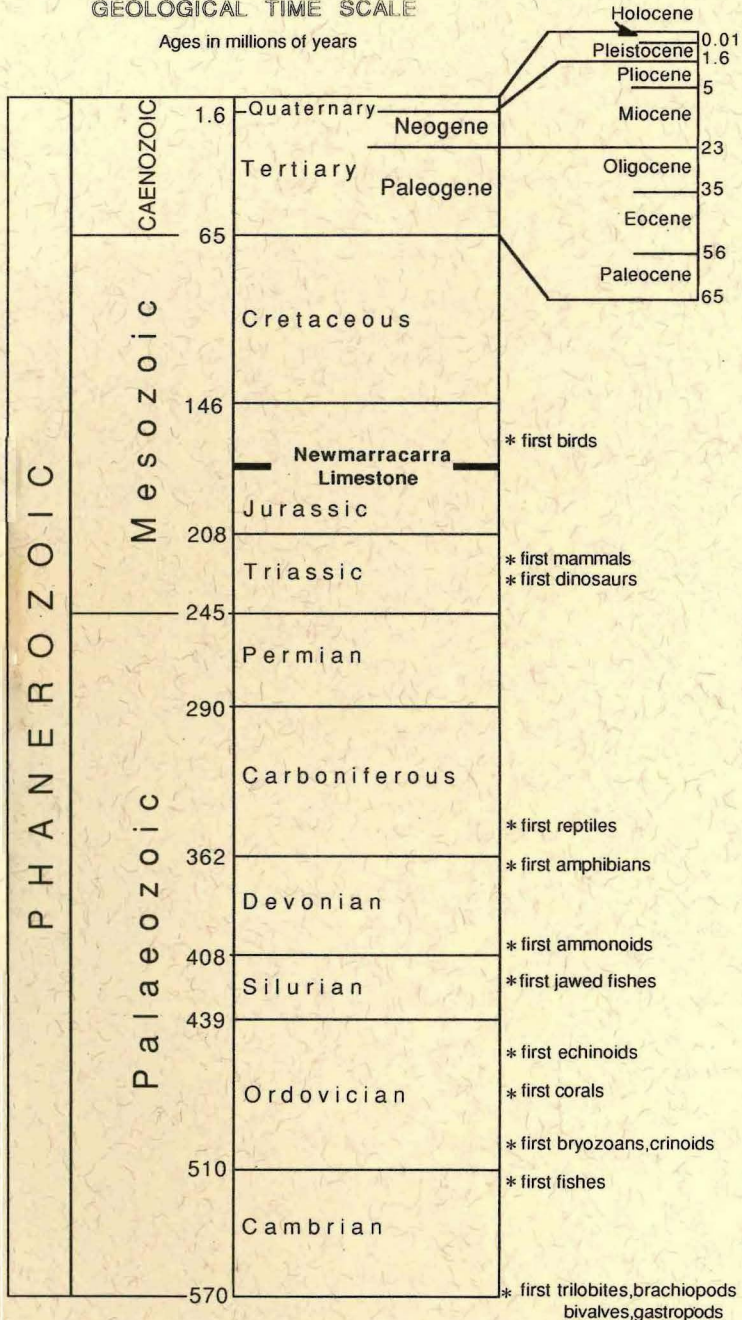 GEOLOGICAL TIME SCALE
Ages in millions of years
Holocene
0.01
Pleistocene
1.6
Pliocene
5
Miocene
23
Oligocene
35
Eocene
56
Paleocene
65
PHANEROZOIC
CAENOZOIC
1.6
Quaternary
Neogene
Tertiary
Paleogene
65
Mesozoic
Cretaceous
146
* first birds
Newmarracarra
Limestone
Jurassic
208
* first mammals
Triassic
* first dinosaurs
245
Palaeozoic
Permian
290
Carboniferous
* first reptiles
362
* first amphibians
Devonian
* first ammonoids
408
* first jawed fishes
Silurian
439
* first echinoids
Ordovician
* first corals
* first bryozoans,crinoids
510
* first fishes
Cambrian
570
* first trilobites,brachiopods
bivalves,gastropods